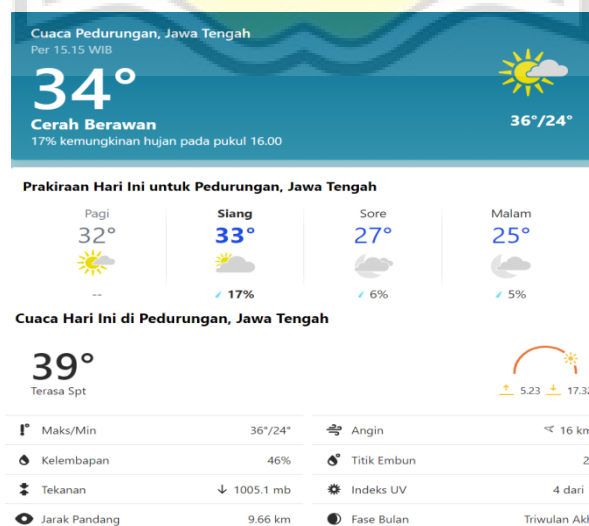 Cuaca Pedurungan, Jawa Tengah
Per 15.15 WIB
34°
Cerah Berawan
36°/24°
17% kemungkinan hujan pada pukul 16.00
Prakiraan Hari Ini untuk Pedurungan, Jawa Tengah
Pagi Siang Sore Malam
32° 33° 27° 25°
-- 17% 6% 5%
Cuaca Hari Ini di Pedurungan, Jawa Tengah
39°
Terasa Spt
5.23 17.32
Maks/Min 36°/24° Angin 16 km
Kelembapan 46% Titik Embun 2
Tekanan ↓ 1005.1 mb Indeks UV 4 dari
Jarak Pandang 9.66 km Fase Bulan Triwulan